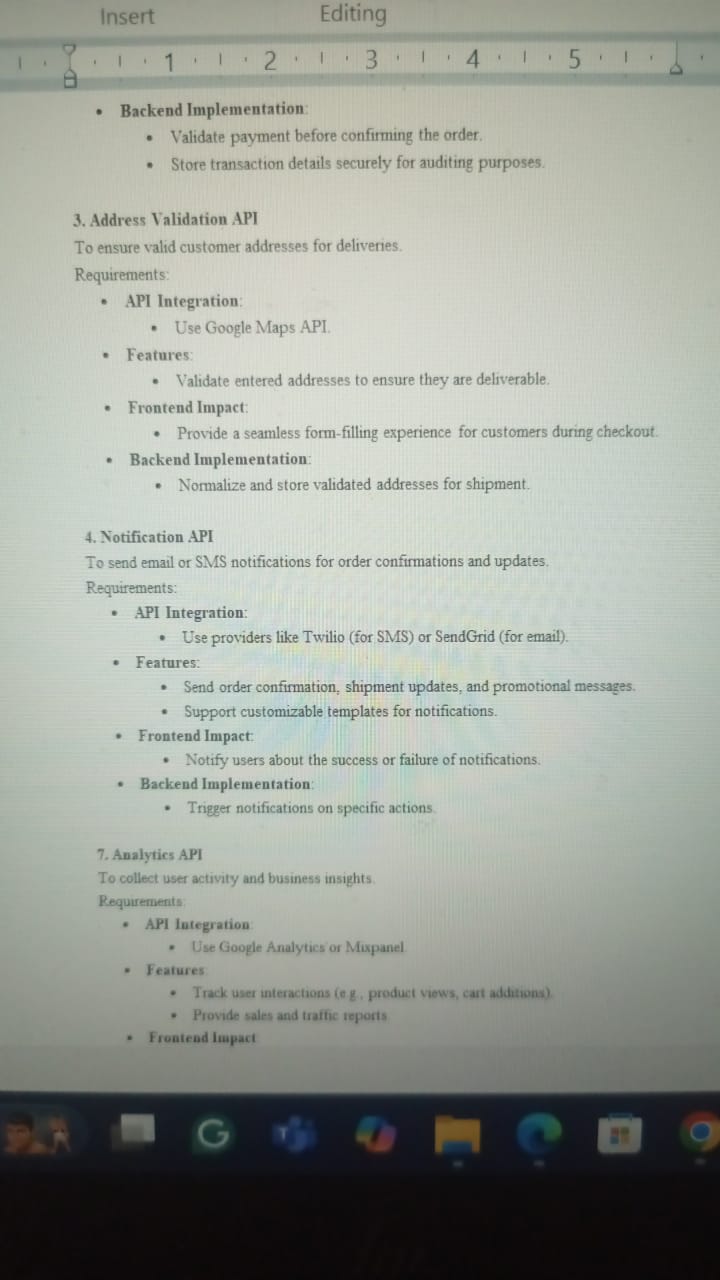 Insert Editing
1 2 3 4 5
• Backend Implementation:
• Validate payment before confirming the order.
• Store transaction details securely for auditing purposes.
3. Address Validation API
To ensure valid customer addresses for deliveries.
Requirements:
• API Integration:
• Use Google Maps API.
• Features:
• Validate entered addresses to ensure they are deliverable.
• Frontend Impact:
• Provide a seamless form-filling experience for customers during checkout.
• Backend Implementation:
• Normalize and store validated addresses for shipment.
4. Notification API
To send email or SMS notifications for order confirmations and updates.
Requirements:
• API Integration:
• Use providers like Twilio (for SMS) or SendGrid (for email).
• Features:
• Send order confirmation, shipment updates, and promotional messages.
• Support customizable templates for notifications.
• Frontend Impact:
• Notify users about the success or failure of notifications.
• Backend Implementation:
• Trigger notifications on specific actions.
7. Analytics API
To collect user activity and business insights.
Requirements:
• API Integration:
• Use Google Analytics or Mixpanel.
• Features:
• Track user interactions (e.g., product views, cart additions).
• Provide sales and traffic reports.
• Frontend Impact: